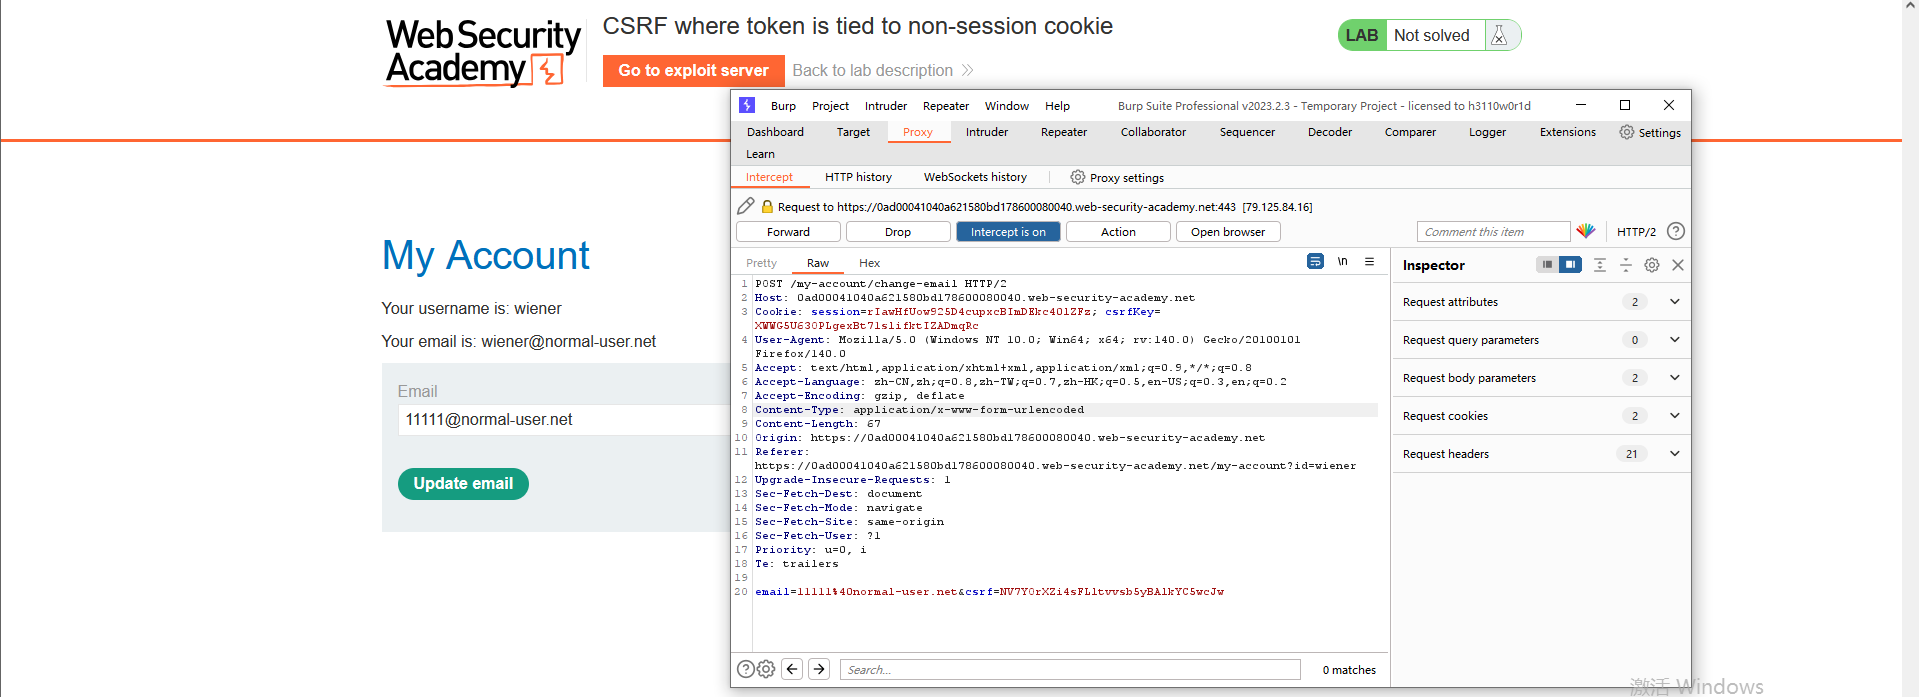 Web Security Academy
CSRF where token is tied to non-session cookie
Go to exploit server
Back to lab description
LAB Not solved
My Account
Your username is: wiener
Your email is: wiener@normal-user.net
Email
11111@normal-user.net
Update email
Burp Project Intruder Repeater Window Help Burp Suite Professional v2023.2.3 - Temporary Project - licensed to h3110w0r1d
Dashboard Target Proxy Intruder Repeater Collaborator Sequencer Decoder Comparer Logger Extensions Settings
Learn
Intercept HTTP history WebSockets history Proxy settings
Request to https://0ad00041040a621580bd178600080040.web-security-academy.net:443 [79.125.84.16]
Forward Drop Intercept is on Action Open browser Comment this item HTTP/2 ?
Pretty Raw Hex \n
1 POST /my-account/change-email HTTP/2
2 Host: 0ad00041040a621580bd178600080040.web-security-academy.net
3 Cookie: session=rIawHfUow925D4cupxcBImDEkc401ZFz; csrfKey=
XWWG5U630PLgexBt7lslifktIZADmqRc
4 User-Agent: Mozilla/5.0 (Windows NT 10.0; Win64; x64; rv:140.0) Gecko/20100101
Firefox/140.0
5 Accept: text/html,application/xhtml+xml,application/xml;q=0.9,*/*;q=0.8
6 Accept-Language: zh-CN,zh;q=0.8,zh-TW;q=0.7,zh-HK;q=0.5,en-US;q=0.3,en;q=0.2
7 Accept-Encoding: gzip, deflate
8 Content-Type: application/x-www-form-urlencoded
9 Content-Length: 67
10 Origin: https://0ad00041040a621580bd178600080040.web-security-academy.net
11 Referer:
https://0ad00041040a621580bd178600080040.web-security-academy.net/my-account?id=wiener
12 Upgrade-Insecure-Requests: 1
13 Sec-Fetch-Dest: document
14 Sec-Fetch-Mode: navigate
15 Sec-Fetch-Site: same-origin
16 Sec-Fetch-User: ?1
17 Priority: u=0, i
18 Te: trailers
19
20 email=11111%40normal-user.net&csrf=NV7Y0rXZi4sFLltvvsb5yBAlkYC5wcJw
Inspector
Request attributes 2
Request query parameters 0
Request body parameters 2
Request cookies 2
Request headers 21
Search... 0 matches
激活 Windows